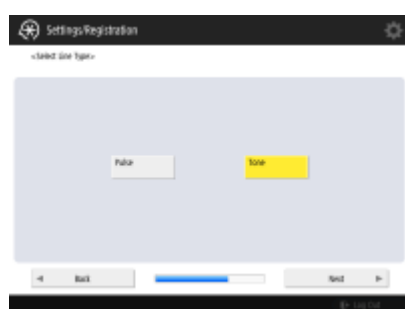 Settings/Registration
<Select Line Type>
Pulse
Tone
Back
Next
Log Out